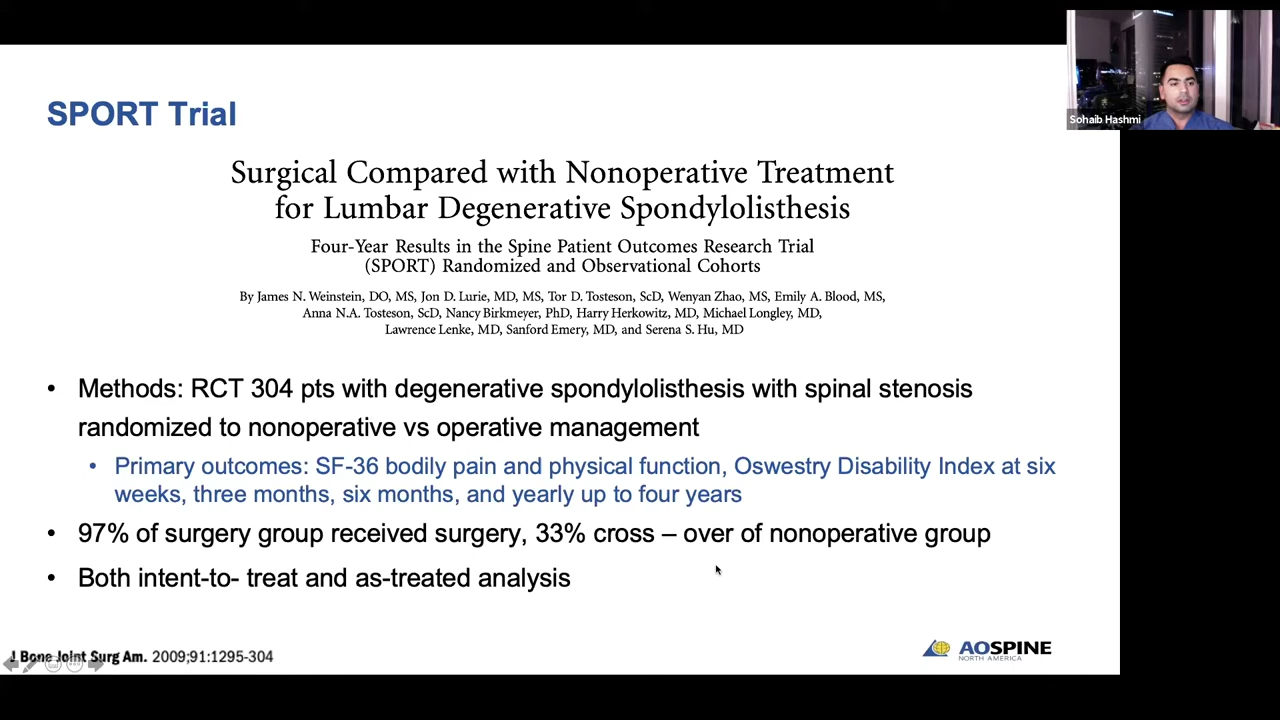 Sohaib Hashmi
SPORT Trial
Surgical Compared with Nonoperative Treatment
for Lumbar Degenerative Spondylolisthesis
Four-Year Results in the Spine Patient Outcomes Research Trial
(SPORT) Randomized and Observational Cohorts
By James N. Weinstein, DO, MS, Jon D. Lurie, MD, MS, Tor D. Tosteson, ScD, Wenyan Zhao, MS, Emily A. Blood, MS,
Anna N.A. Tosteson, ScD, Nancy Birkmeyer, PhD, Harry Herkowitz, MD, Michael Longley, MD,
Lawrence Lenke, MD, Sanford Emery, MD, and Serena S. Hu, MD
• Methods: RCT 304 pts with degenerative spondylolisthesis with spinal stenosis
randomized to nonoperative vs operative management
• Primary outcomes: SF-36 bodily pain and physical function, Oswestry Disability Index at six
weeks, three months, six months, and yearly up to four years
• 97% of surgery group received surgery, 33% cross – over of nonoperative group
• Both intent-to- treat and as-treated analysis
J Bone Joint Surg Am. 2009;91:1295-304
AOSPINE
NORTH AMERICA